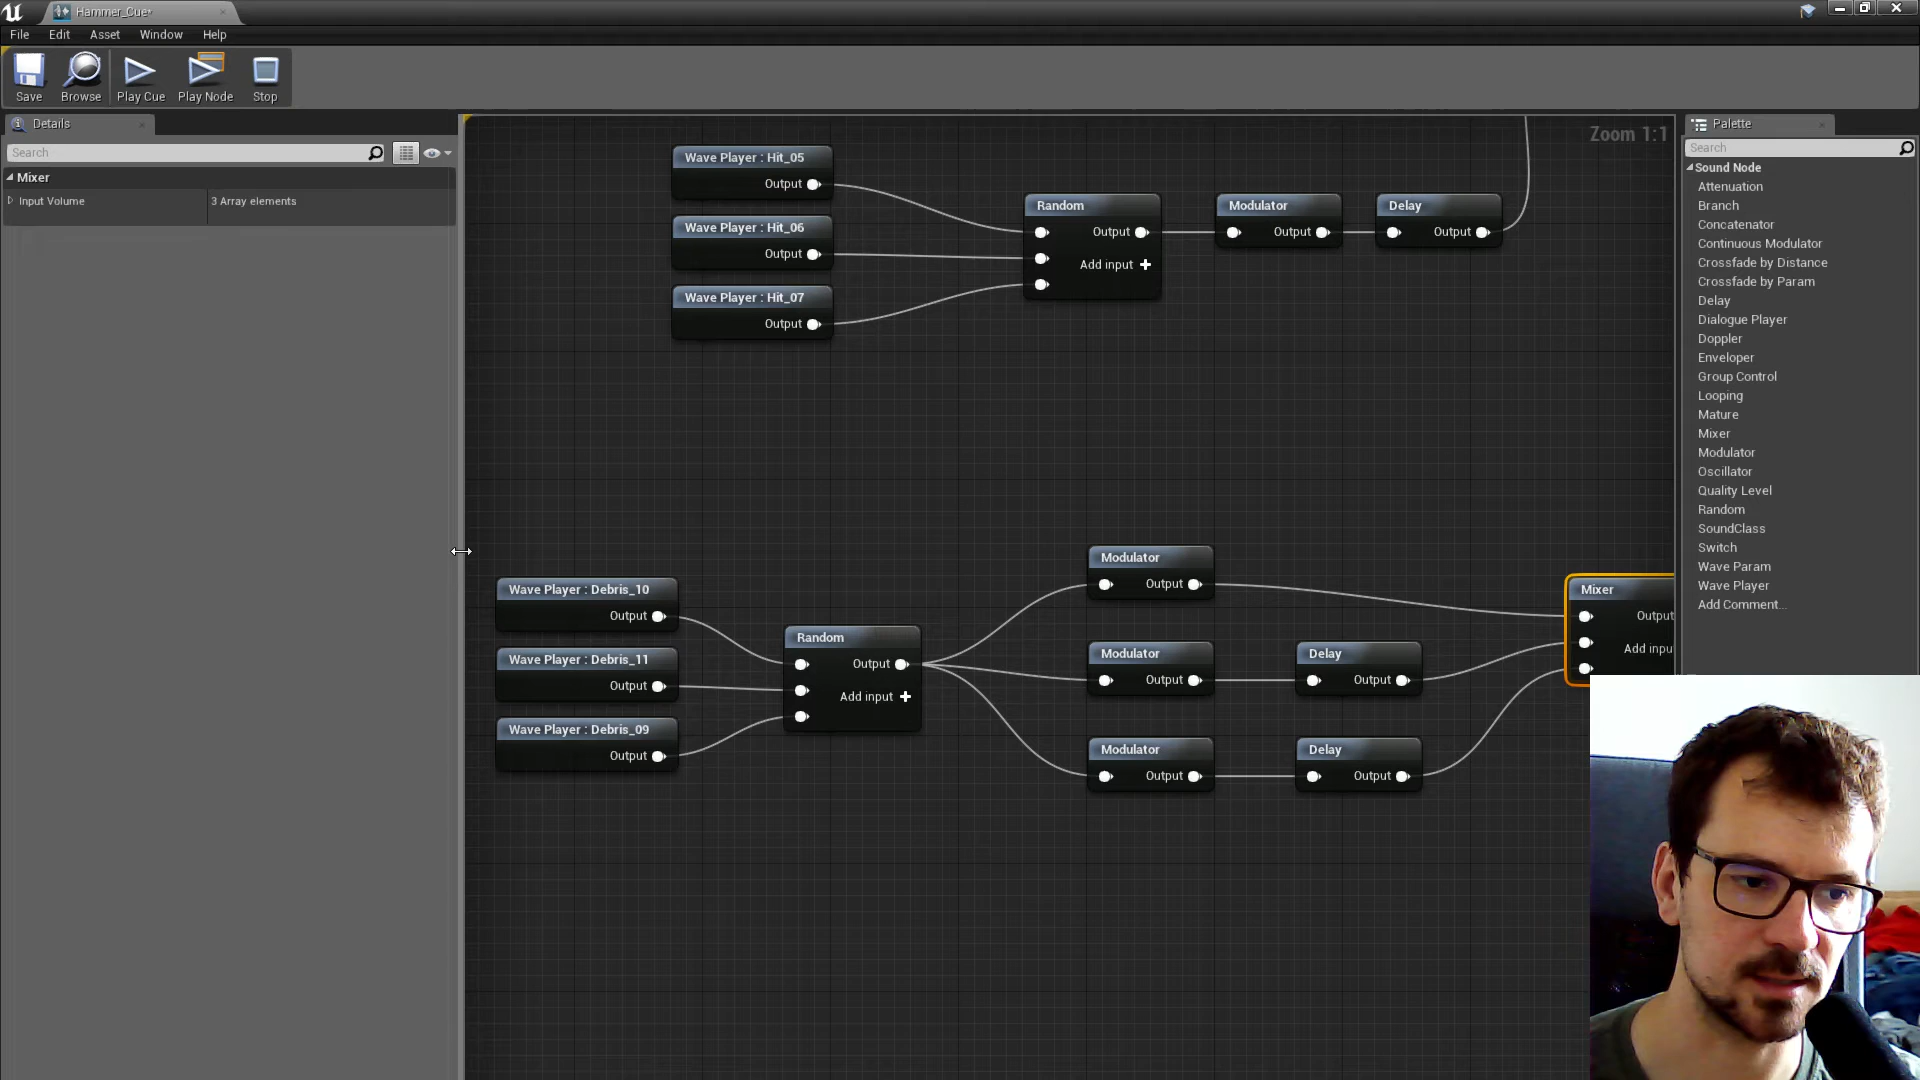 Hammer_Cue*
File Edit Asset Window Help
Save Browse Play Cue Play Node Stop
Details
Search
Mixer
Input Volume 3 Array elements
Zoom 1:1
Wave Player : Hit_05
Output
Wave Player : Hit_06
Output
Wave Player : Hit_07
Output
Random
Output
Add input
Modulator
Output
Delay
Output
Wave Player : Debris_10
Output
Wave Player : Debris_11
Output
Wave Player : Debris_09
Output
Random
Output
Add input
Modulator
Output
Modulator
Output
Delay
Output
Modulator
Output
Delay
Output
Mixer
Output
Add inpu
Palette
Search
Sound Node
Attenuation
Branch
Concatenator
Continuous Modulator
Crossfade by Distance
Crossfade by Param
Delay
Dialogue Player
Doppler
Enveloper
Group Control
Looping
Mature
Mixer
Modulator
Oscillator
Quality Level
Random
SoundClass
Switch
Wave Param
Wave Player
Add Comment...